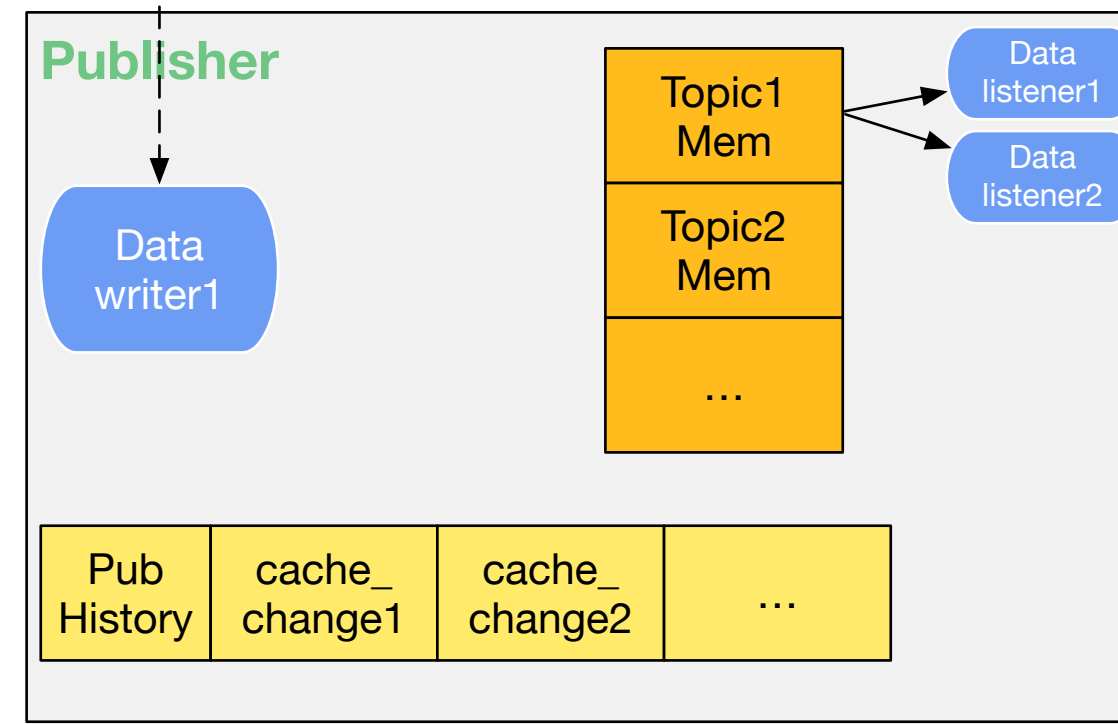 Publisher
Data
writer1
Topic1
Mem
Topic2
Mem
...
Data
listener1
Data
listener2
Pub
History
cache_
change1
cache_
change2
...